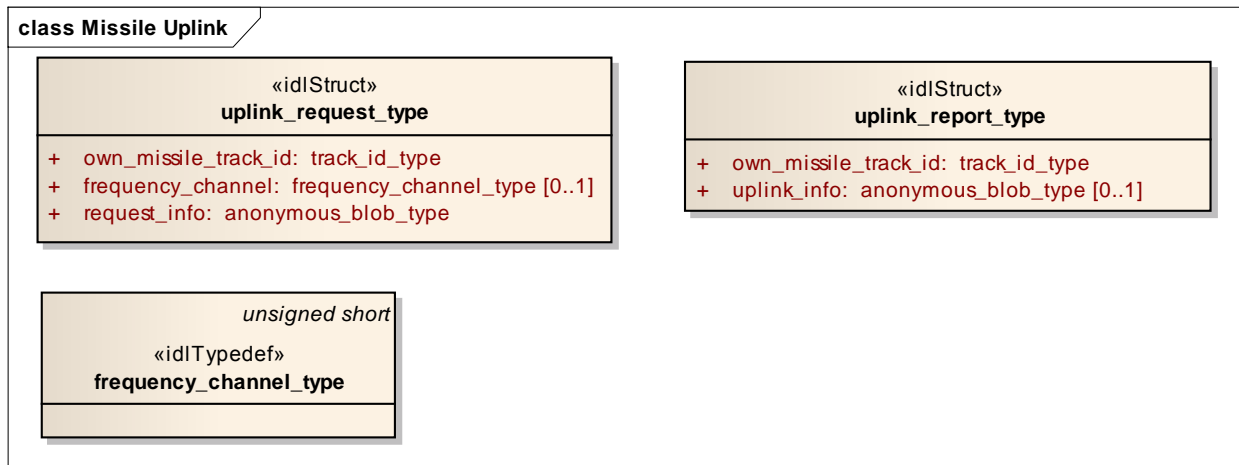 class Missile Uplink
«idlStruct»
uplink_request_type
+ own_missile_track_id: track_id_type
+ frequency_channel: frequency_channel_type [0..1]
+ request_info: anonymous_blob_type
«idlStruct»
uplink_report_type
+ own_missile_track_id: track_id_type
+ uplink_info: anonymous_blob_type [0..1]
unsigned short
«idlTypedef»
frequency_channel_type